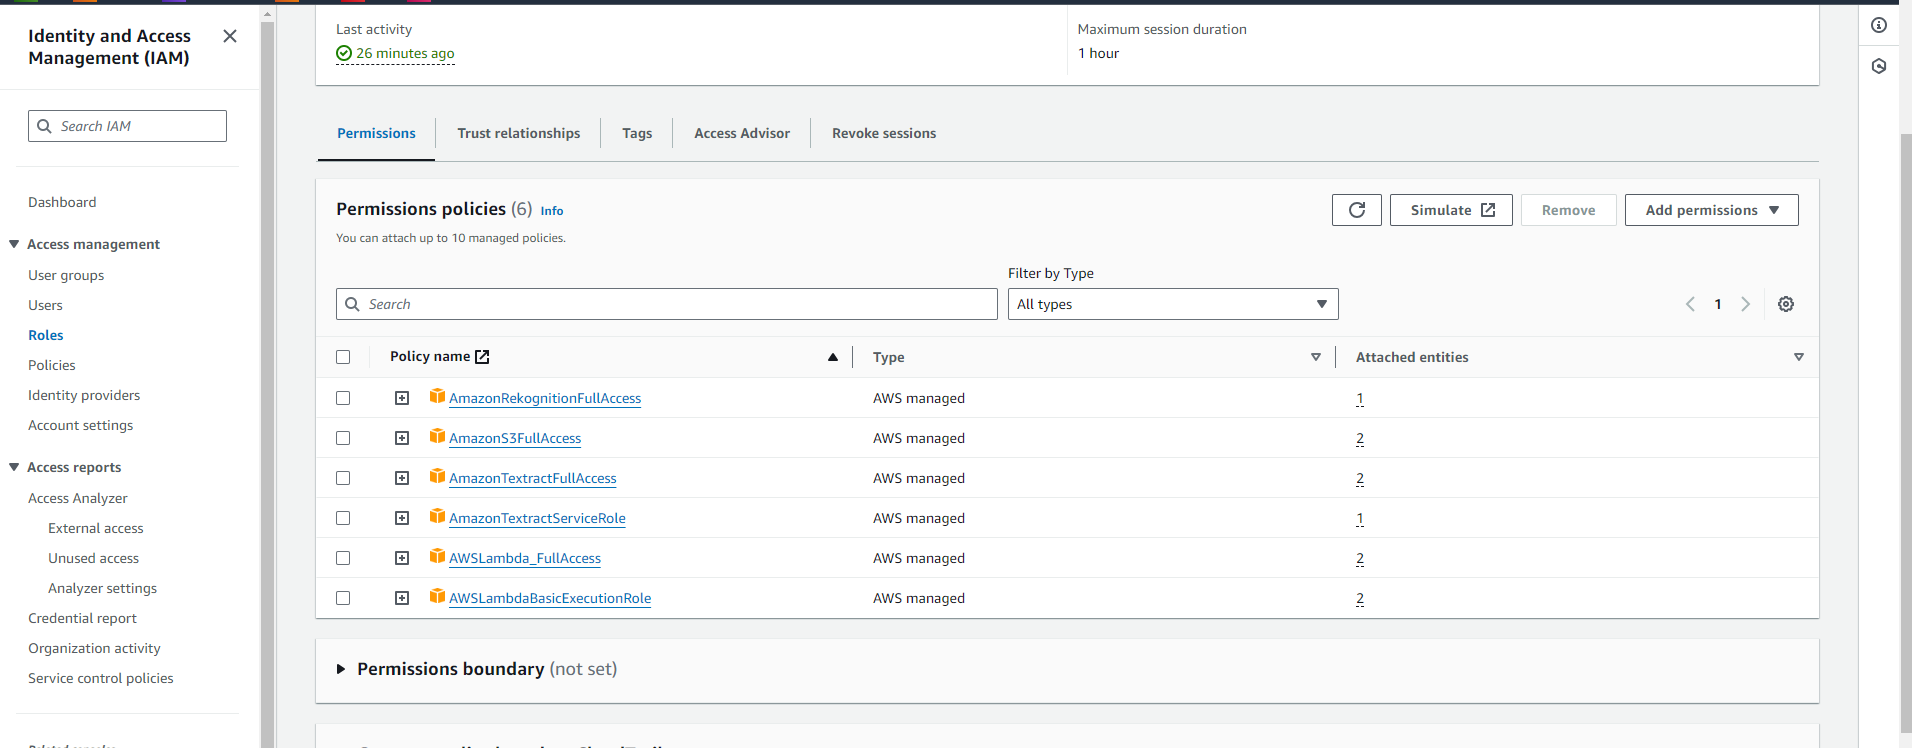 Identity and Access
Management (IAM)
Search IAM
Dashboard
Access management
User groups
Users
Roles
Policies
Identity providers
Account settings
Access reports
Access Analyzer
External access
Unused access
Analyzer settings
Credential report
Organization activity
Service control policies
Last activity
26 minutes ago
Maximum session duration
1 hour
Permissions
Trust relationships
Tags
Access Advisor
Revoke sessions
Permissions policies (6) Info
You can attach up to 10 managed policies.
Simulate
Remove
Add permissions
Filter by Type
Search
All types
1
Policy name
Type
Attached entities
AmazonRekognitionFullAccess AWS managed 1
AmazonS3FullAccess AWS managed 2
AmazonTextractFullAccess AWS managed 2
AmazonTextractServiceRole AWS managed 1
AWSLambda_FullAccess AWS managed 2
AWSLambdaBasicExecutionRole AWS managed 2
Permissions boundary (not set)